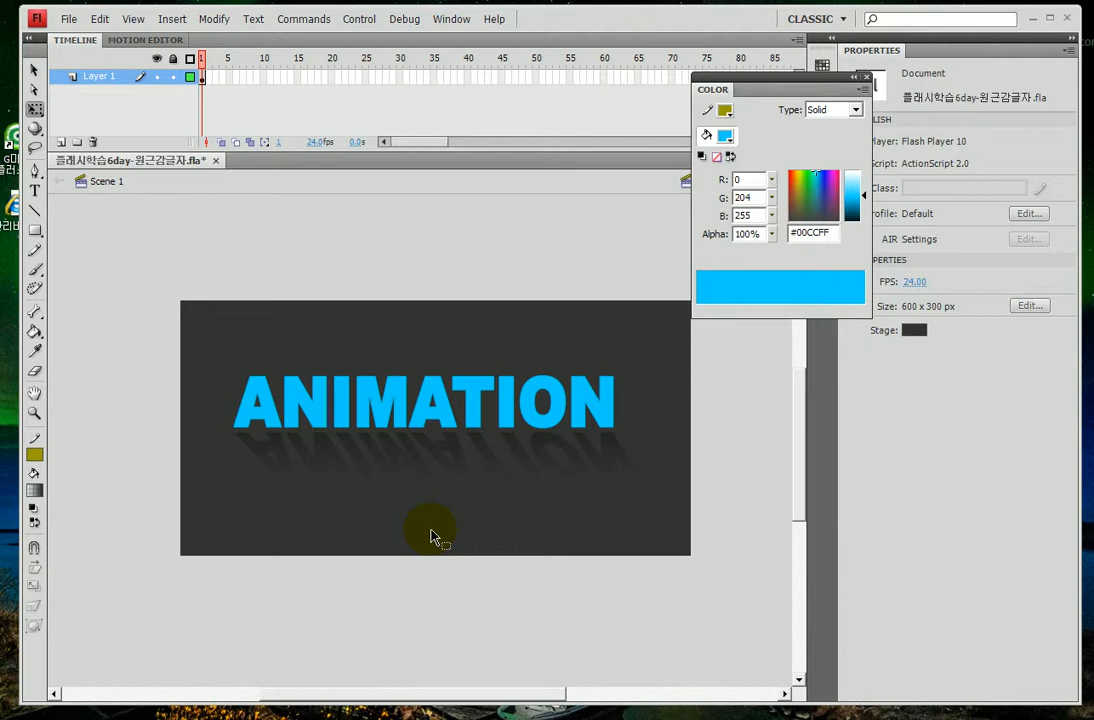 Fl File Edit View Insert Modify Text Commands Control Debug Window Help CLASSIC
TIMELINE MOTION EDITOR
1 5 10 15 20 25 30 35 40 45 50 55 60 65 70 75 80 85
Layer 1
1 24.0fps 0.0s
플래시학습6day-원근감글자.fla*
Scene 1
COLOR
Type: Solid
R: 0
G: 204
B: 255
Alpha: 100% #00CCFF
PROPERTIES
Document
플래시학습6day-원근감글자.fla
LISH
Player: Flash Player 10
Script: ActionScript 2.0
Class:
rofile: Default Edit...
AIR Settings Edit...
ERTIES
FPS: 24.00
Size: 600 x 300 px Edit...
Stage:
ANIMATION